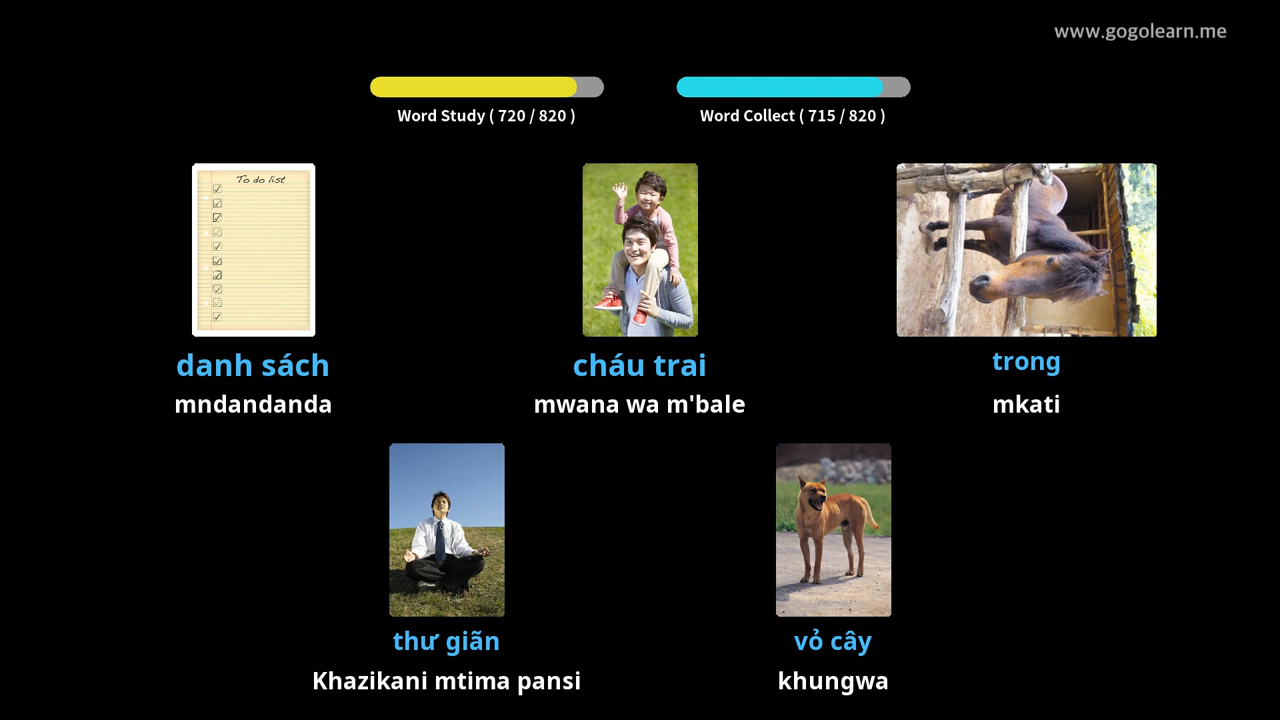 www.gogolearn.me
Word Study ( 720 / 820 )
Word Collect ( 715 / 820 )
To do list
danh sách
mndandanda
cháu trai
mwana wa m'bale
trong
mkati
thư giãn
Khazikani mtima pansi
vỏ cây
khungwa